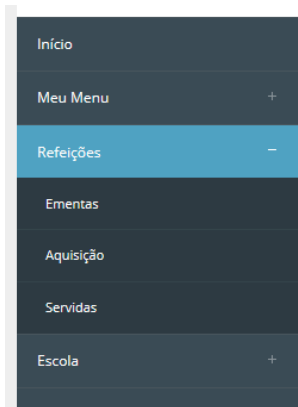 Início
Meu Menu +
Refeições −
Ementas
Aquisição
Servidas
Escola +